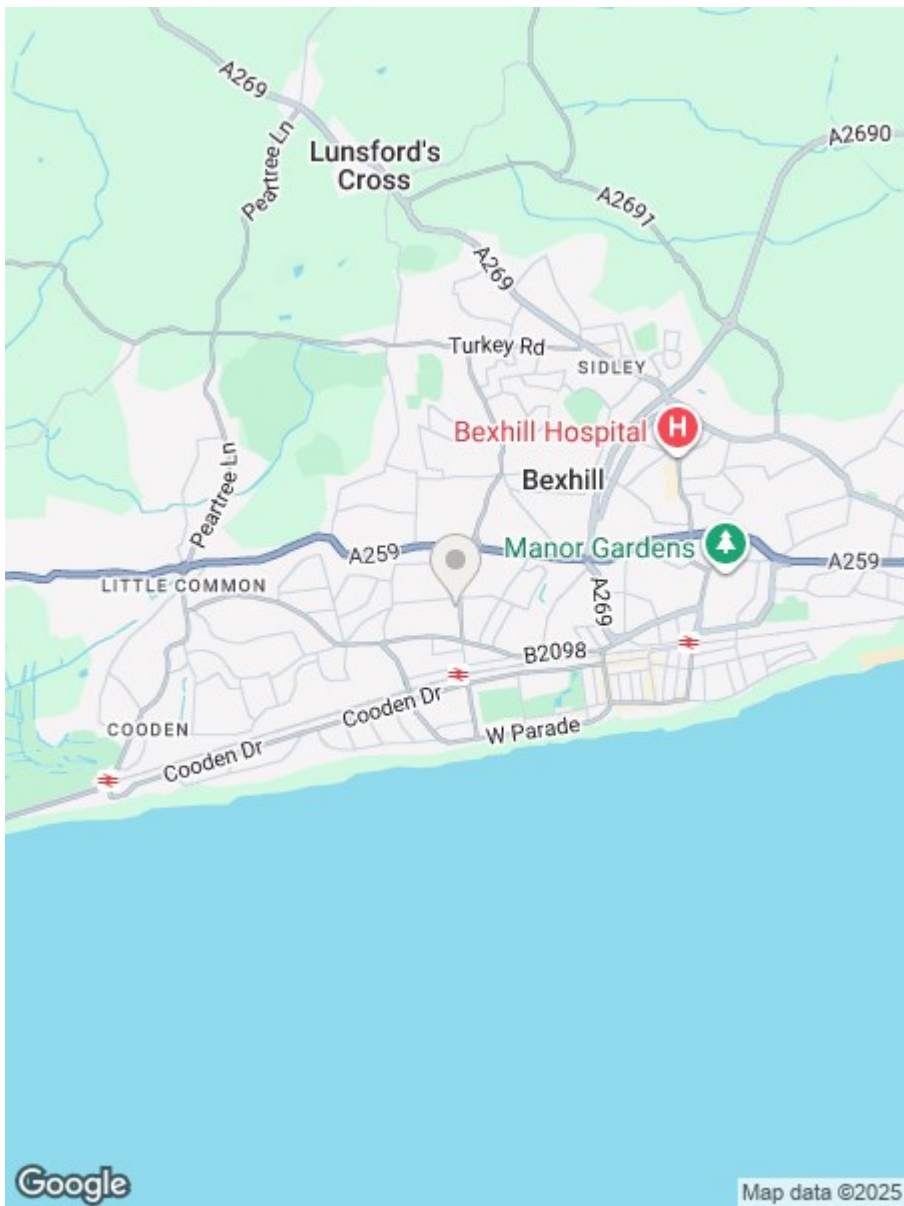 A269
Peartree Ln
Lunsford's
Cross
A2690
A2691
A269
Turkey Rd
SIDLEY
Bexhill Hospital
H
Bexhill
Peartree Ln
A259
Manor Gardens
A259
LITTLE COMMON
A269
B2098
Cooden Dr
COODEN
W Parade
Cooden Dr
Google
Map data ©2025